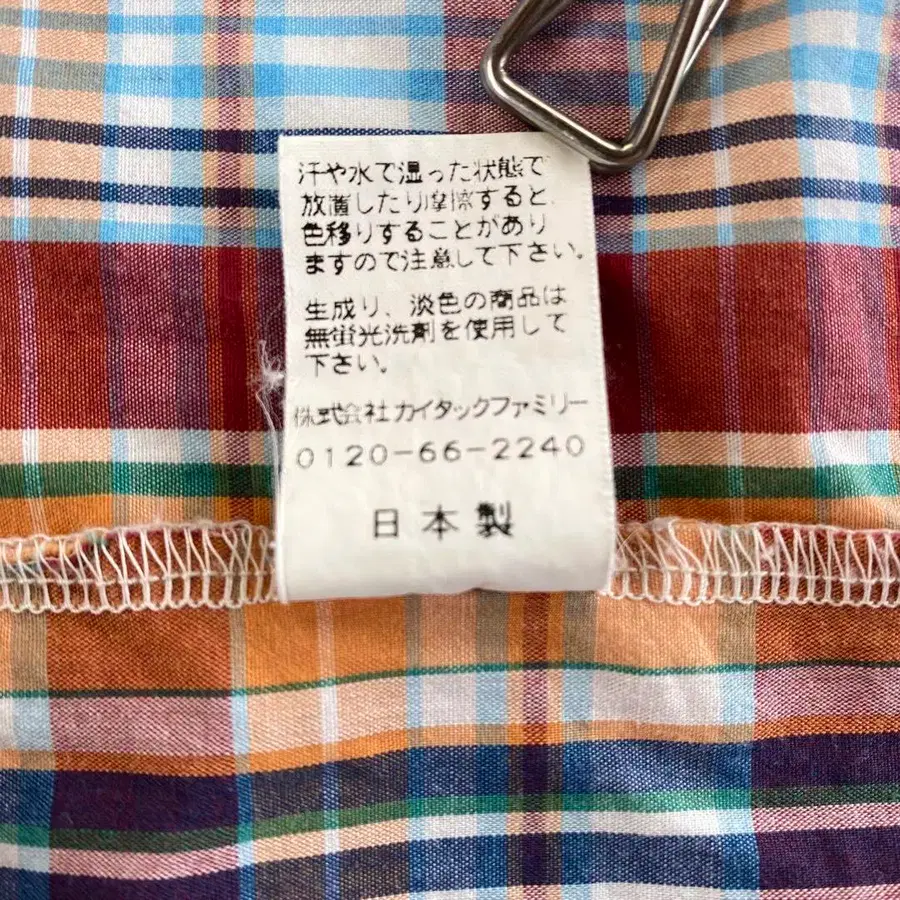 汗や水で湿った状態で
放置したり摩擦すると、
色移りすることがあり
ますので注意して下さい。
生成り、淡色の商品は
無蛍光洗剤を使用して
下さい。
株式会社カイタックファミリー
0120-66-2240
日本製